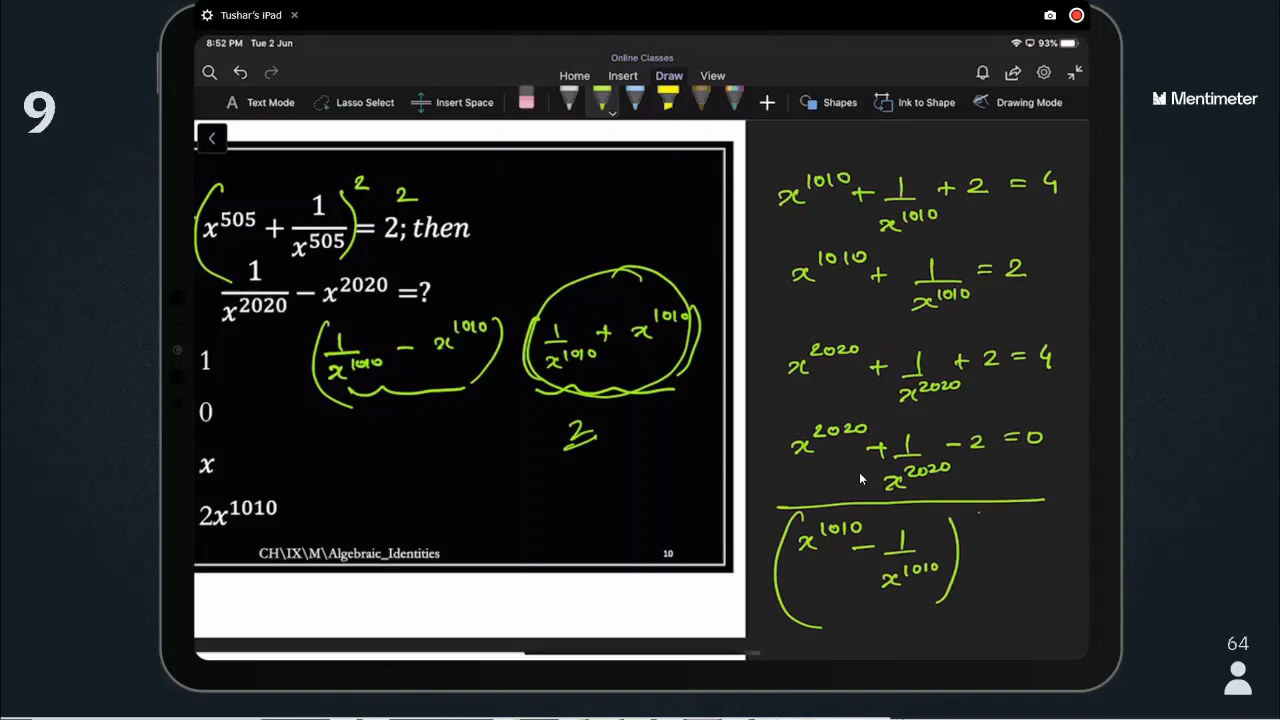 Tushar's iPad ×
8:52 PM Tue 2 Jun
93%
Online Classes
Home Insert Draw View
Text Mode Lasso Select Insert Space Shapes Ink to Shape Drawing Mode
9
Mentimeter
(x^505 + 1/x^505)^2 = 2^2; then
1/x^2020 − x^2020 =?
(1/x^1010 − x^1010) (1/x^1010 + x^1010)
2
1
0
x
2x^1010
CH\IX\M\Algebraic_Identities 10
x^1010 + 1/x^1010 + 2 = 4
x^1010 + 1/x^1010 = 2
x^2020 + 1/x^2020 + 2 = 4
x^2020 + 1/x^2020 − 2 = 0
(x^1010 − 1/x^1010)
64